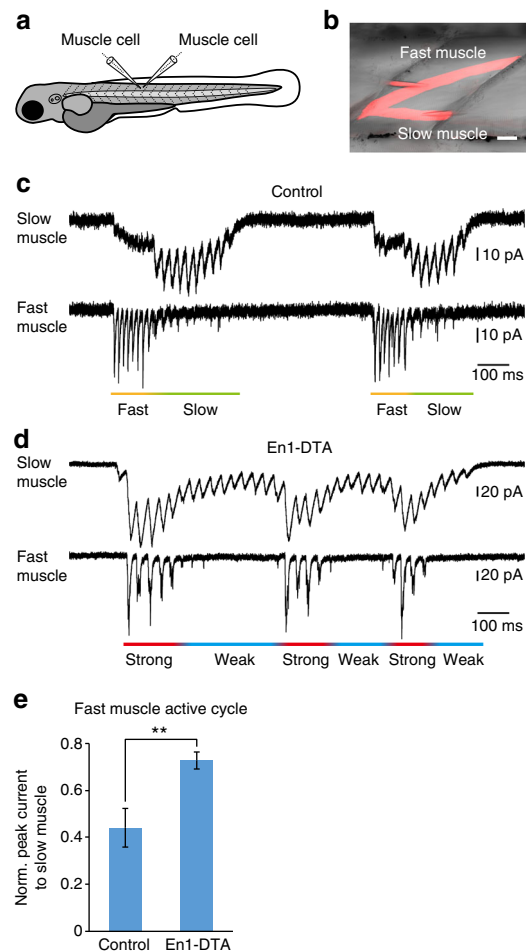 a
Muscle cell Muscle cell
b
Fast muscle
Slow muscle
c
Control
Slow
muscle
10 pA
Fast
muscle
10 pA
100 ms
Fast Slow Fast Slow
d
En1-DTA
Slow
muscle
20 pA
Fast
muscle
20 pA
100 ms
Strong Weak Strong Weak Strong Weak
e
Fast muscle active cycle
**
0.8
0.6
0.4
0.2
0
Norm. peak current
to slow muscle
Control En1-DTA